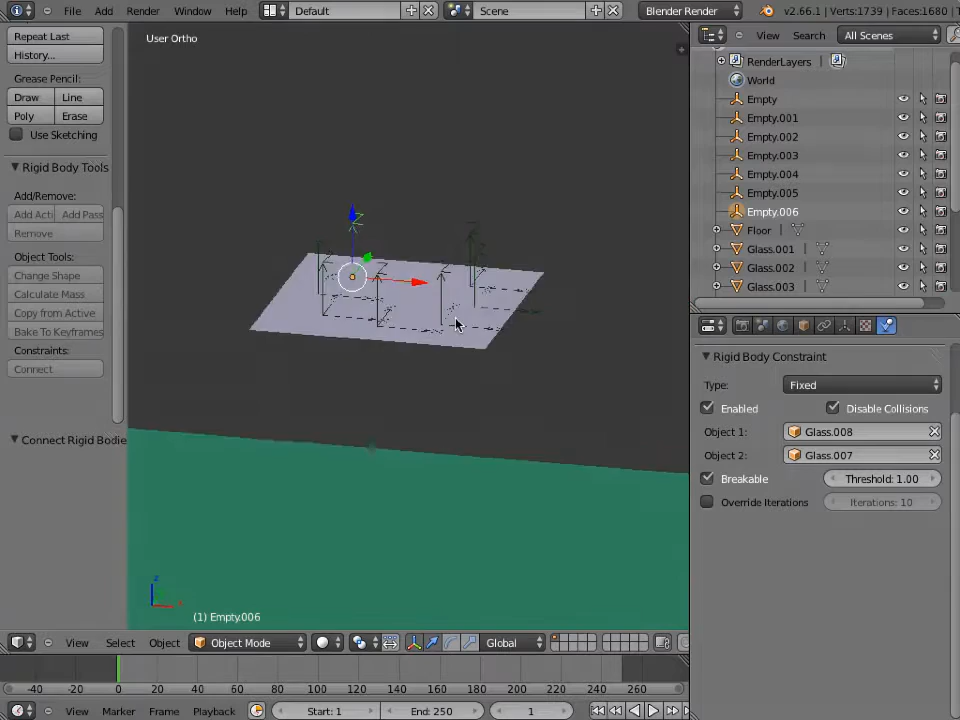 File Add Render Window Help Default Scene Blender Render v2.66.1 | Verts:1739 | Faces:1680 |
Repeat Last
History...
Grease Pencil:
Draw Line
Poly Erase
Use Sketching
Rigid Body Tools
Add/Remove:
Add Acti Add Pass
Remove
Object Tools:
Change Shape
Calculate Mass
Copy from Active
Bake To Keyframes
Constraints:
Connect
Connect Rigid Bodie
User Ortho
z
x
(1) Empty.006
View Select Object Object Mode Global
-40 -20 0 20 40 60 80 100 120 140 160 180 200 220 240 260
View Marker Frame Playback Start: 1 End: 250 1
View Search All Scenes
RenderLayers |
World
Empty
Empty.001
Empty.002
Empty.003
Empty.004
Empty.005
Empty.006
Floor |
Glass.001 |
Glass.002 |
Glass.003 |
Rigid Body Constraint
Type: Fixed
Enabled Disable Collisions
Object 1: Glass.008
Object 2: Glass.007
Breakable Threshold: 1.00
Override Iterations Iterations: 10